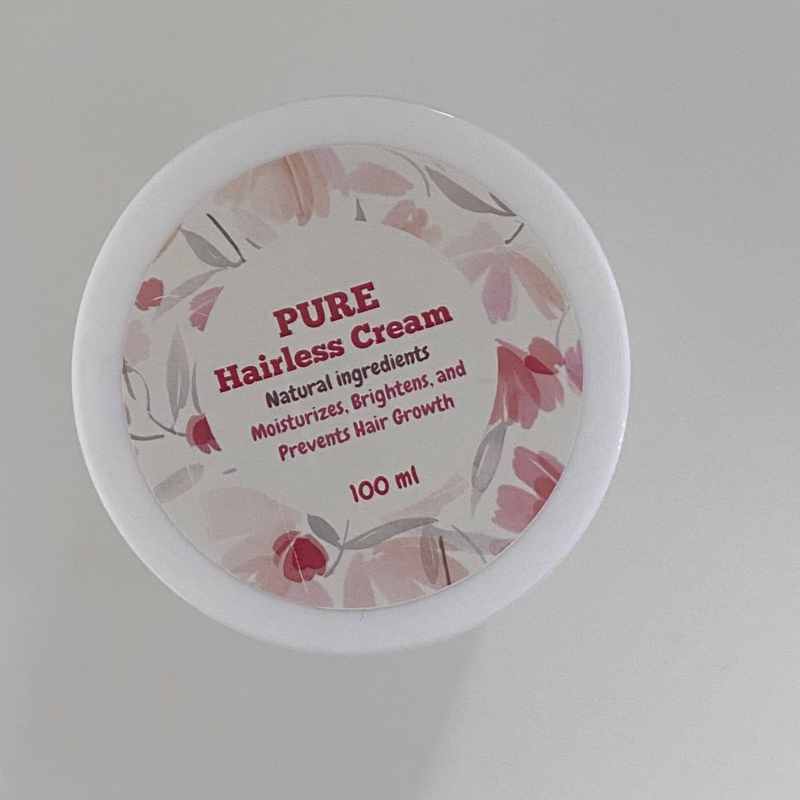 PURE
Hairless Cream
Natural ingredients
Moisturizes, Brightens, and
Prevents Hair Growth
100 ml